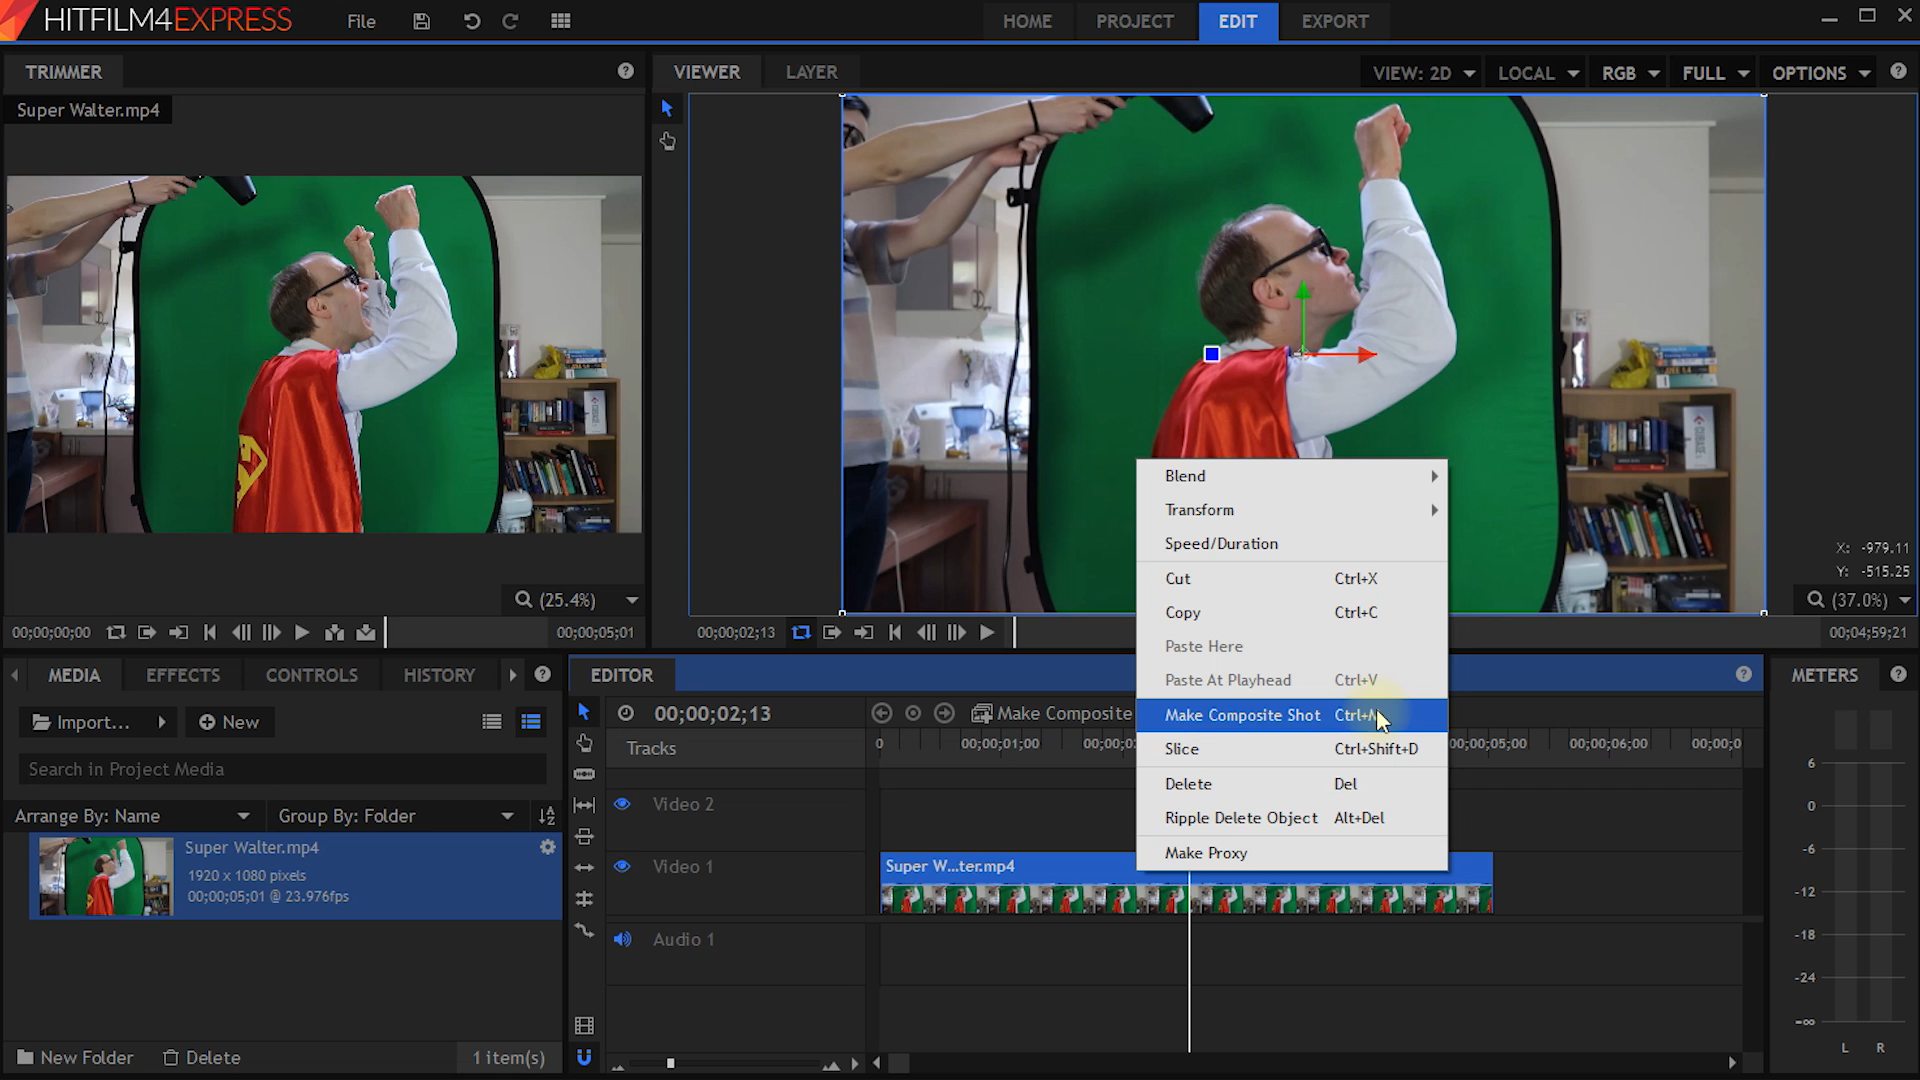 HITFILM4EXPRESS File HOME PROJECT EDIT EXPORT
TRIMMER
Super Walter.mp4
(25.4%)
00;00;00;00
00;00;05;01
VIEWER LAYER VIEW: 2D LOCAL RGB FULL OPTIONS
X: -979.11
Y: -515.25
(37.0%)
00;00;02;13
00;04;59;21
Blend
Transform
Speed/Duration
Cut Ctrl+X
Copy Ctrl+C
Paste Here
Paste At Playhead Ctrl+V
Make Composite Shot
Slice Ctrl+Shift+D
Delete Del
Ripple Delete Object Alt+Del
Make Proxy
MEDIA EFFECTS CONTROLS HISTORY
Import... New
Search in Project Media
Arrange By: Name Group By: Folder
Super Walter.mp4
1920 x 1080 pixels
00;00;05;01 @ 23.976fps
New Folder Delete 1 item(s)
EDITOR
00;00;02;13 Make Composite
Tracks 0 00;00;01;00 00;00;05;00 00;00;06;00
Video 2
Video 1 Super W...ter.mp4
Audio 1
METERS
6
0
-6
-12
-18
-24
-∞
L R